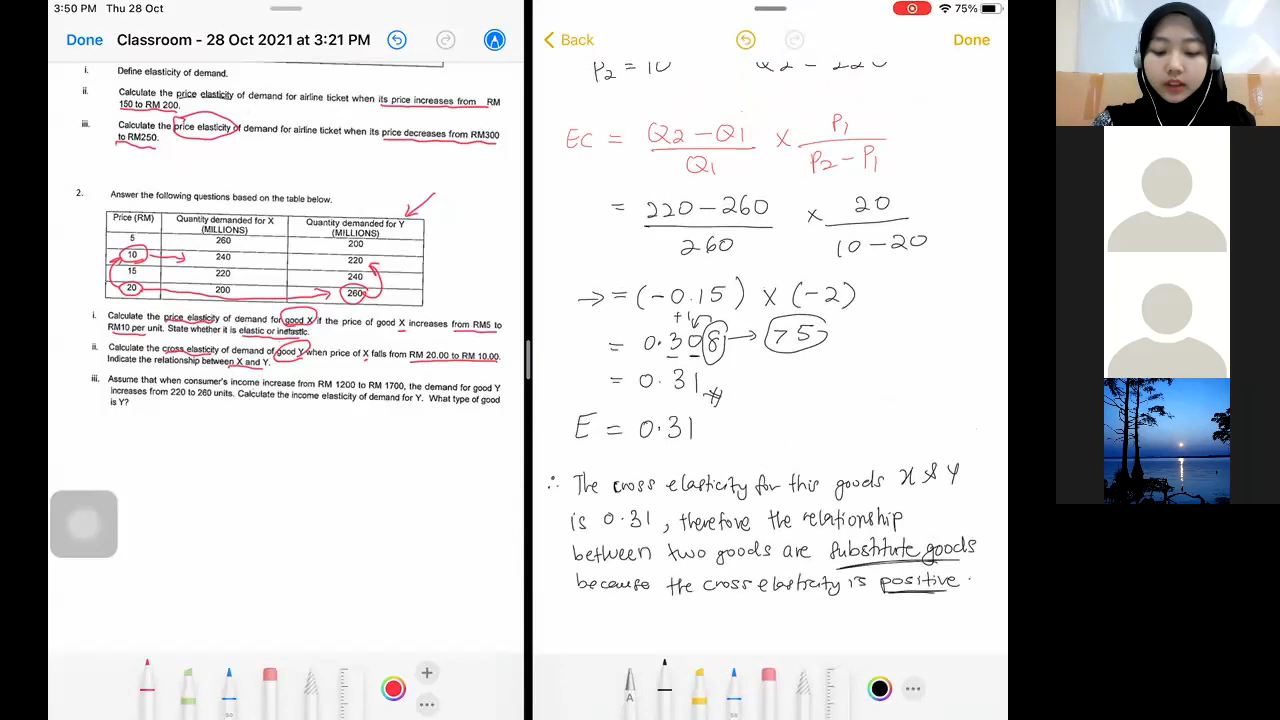 3:50 PM Thu 28 Oct
75%
Done Classroom - 28 Oct 2021 at 3:21 PM
i. Define elasticity of demand.
ii. Calculate the price elasticity of demand for airline ticket when its price increases from RM
150 to RM 200.
iii. Calculate the price elasticity of demand for airline ticket when its price decreases from RM300
to RM250.
2. Answer the following questions based on the table below.
Price (RM) Quantity demanded for X (MILLIONS) Quantity demanded for Y (MILLIONS)
5 260 200
10 240 220
15 220 240
20 200 260
i. Calculate the price elasticity of demand for good X if the price of good X increases from RM5 to
RM10 per unit. State whether it is elastic or inelastic.
ii. Calculate the cross elasticity of demand of good Y when price of X falls from RM 20.00 to RM 10.00.
Indicate the relationship between X and Y.
iii. Assume that when consumer's income increase from RM 1200 to RM 1700, the demand for good Y
increases from 220 to 260 units. Calculate the income elasticity of demand for Y. What type of good
is Y?
50
Back Done
P2 = 10 Q2 = 220
EC = Q2 - Q1 / Q1 x P1 / P2 - P1
= 220 - 260 / 260 x 20 / 10 - 20
→ = (-0.15) x (-2)
+1
= 0.308 → 75
= 0.31 #
E = 0.31
∴ The cross elasticity for this goods X & Y
is 0.31, therefore the relationship
between two goods are substitute goods
because the cross elasticity is positive.
A
50